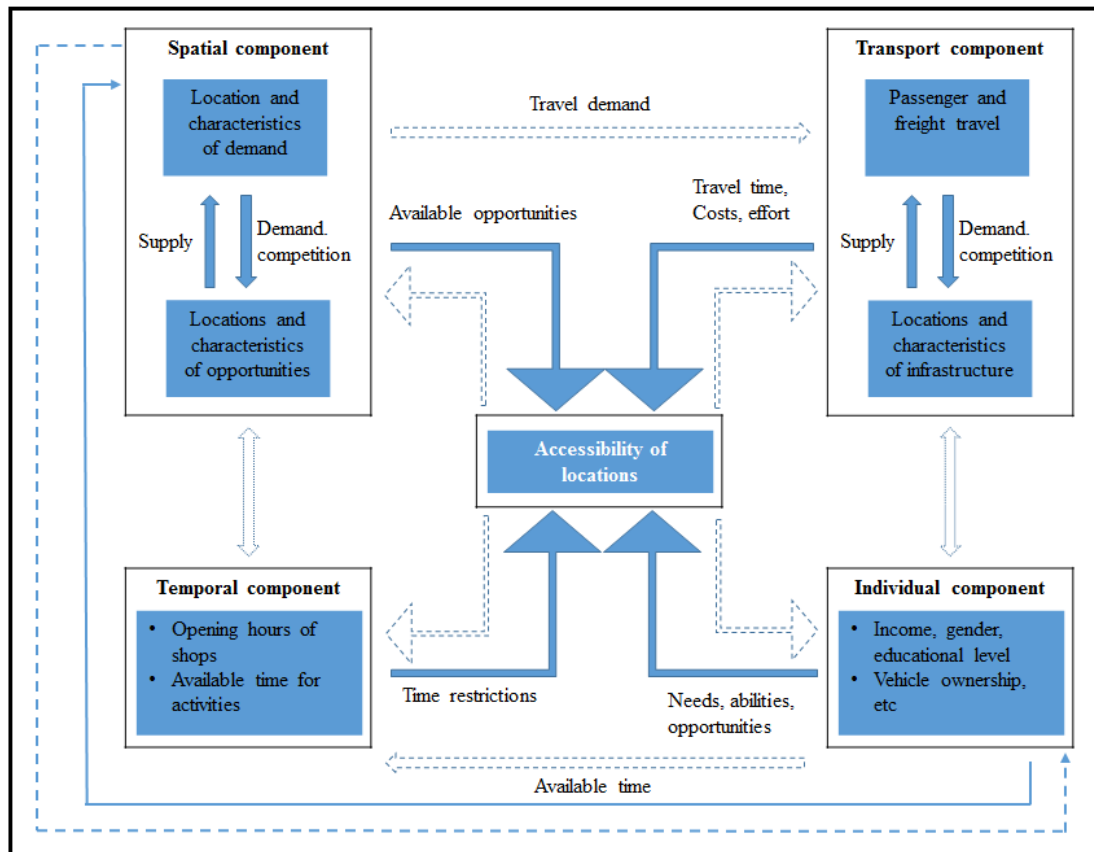 Spatial component
Location and
characteristics
of demand
Supply
Demand.
competition
Locations and
characteristics
of opportunities
Travel demand
Available opportunities
Travel time,
Costs, effort
Transport component
Passenger and
freight travel
Supply
Demand.
competition
Locations and
characteristics
of infrastructure
Accessibility of
locations
Temporal component
• Opening hours of
shops
• Available time for
activities
Time restrictions
Needs, abilities,
opportunities
Individual component
• Income, gender,
educational level
• Vehicle ownership,
etc
Available time